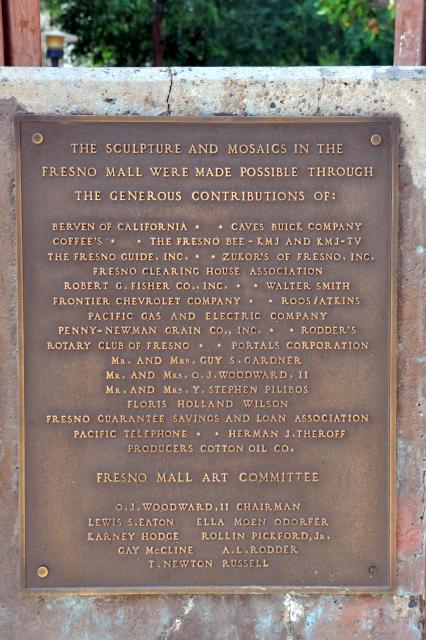 THE SCULPTURE AND MOSAICS IN THE
FRESNO MALL WERE MADE POSSIBLE THROUGH
THE GENEROUS CONTRIBUTIONS OF:
BERVEN OF CALIFORNIA • • CAVES BUICK COMPANY
COFFEE'S • • THE FRESNO BEE - KMJ AND KMJ-TV
THE FRESNO GUIDE, INC. • • ZUKOR'S OF FRESNO, INC.
FRESNO CLEARING HOUSE ASSOCIATION
ROBERT G. FISHER CO., INC. • • WALTER SMITH
FRONTIER CHEVROLET COMPANY • • ROOS/ATKINS
PACIFIC GAS AND ELECTRIC COMPANY
PENNY-NEWMAN GRAIN CO., INC. • • RODDER'S
ROTARY CLUB OF FRESNO • • PORTALS CORPORATION
MR. AND MRS. GUY S. GARDNER
MR. AND MRS. O.J. WOODWARD, II
MR. AND MRS. Y. STEPHEN PILIBOS
FLORIS HOLLAND WILSON
FRESNO GUARANTEE SAVINGS AND LOAN ASSOCIATION
PACIFIC TELEPHONE • • HERMAN J. THEROFF
PRODUCERS COTTON OIL CO.
FRESNO MALL ART COMMITTEE
O.J. WOODWARD, II CHAIRMAN
LEWIS S. EATON ELLA MOEN ODORFER
KARNEY HODGE ROLLIN PICKFORD, JR.
GAY McCLINE A.L. RODDER
T. NEWTON RUSSELL